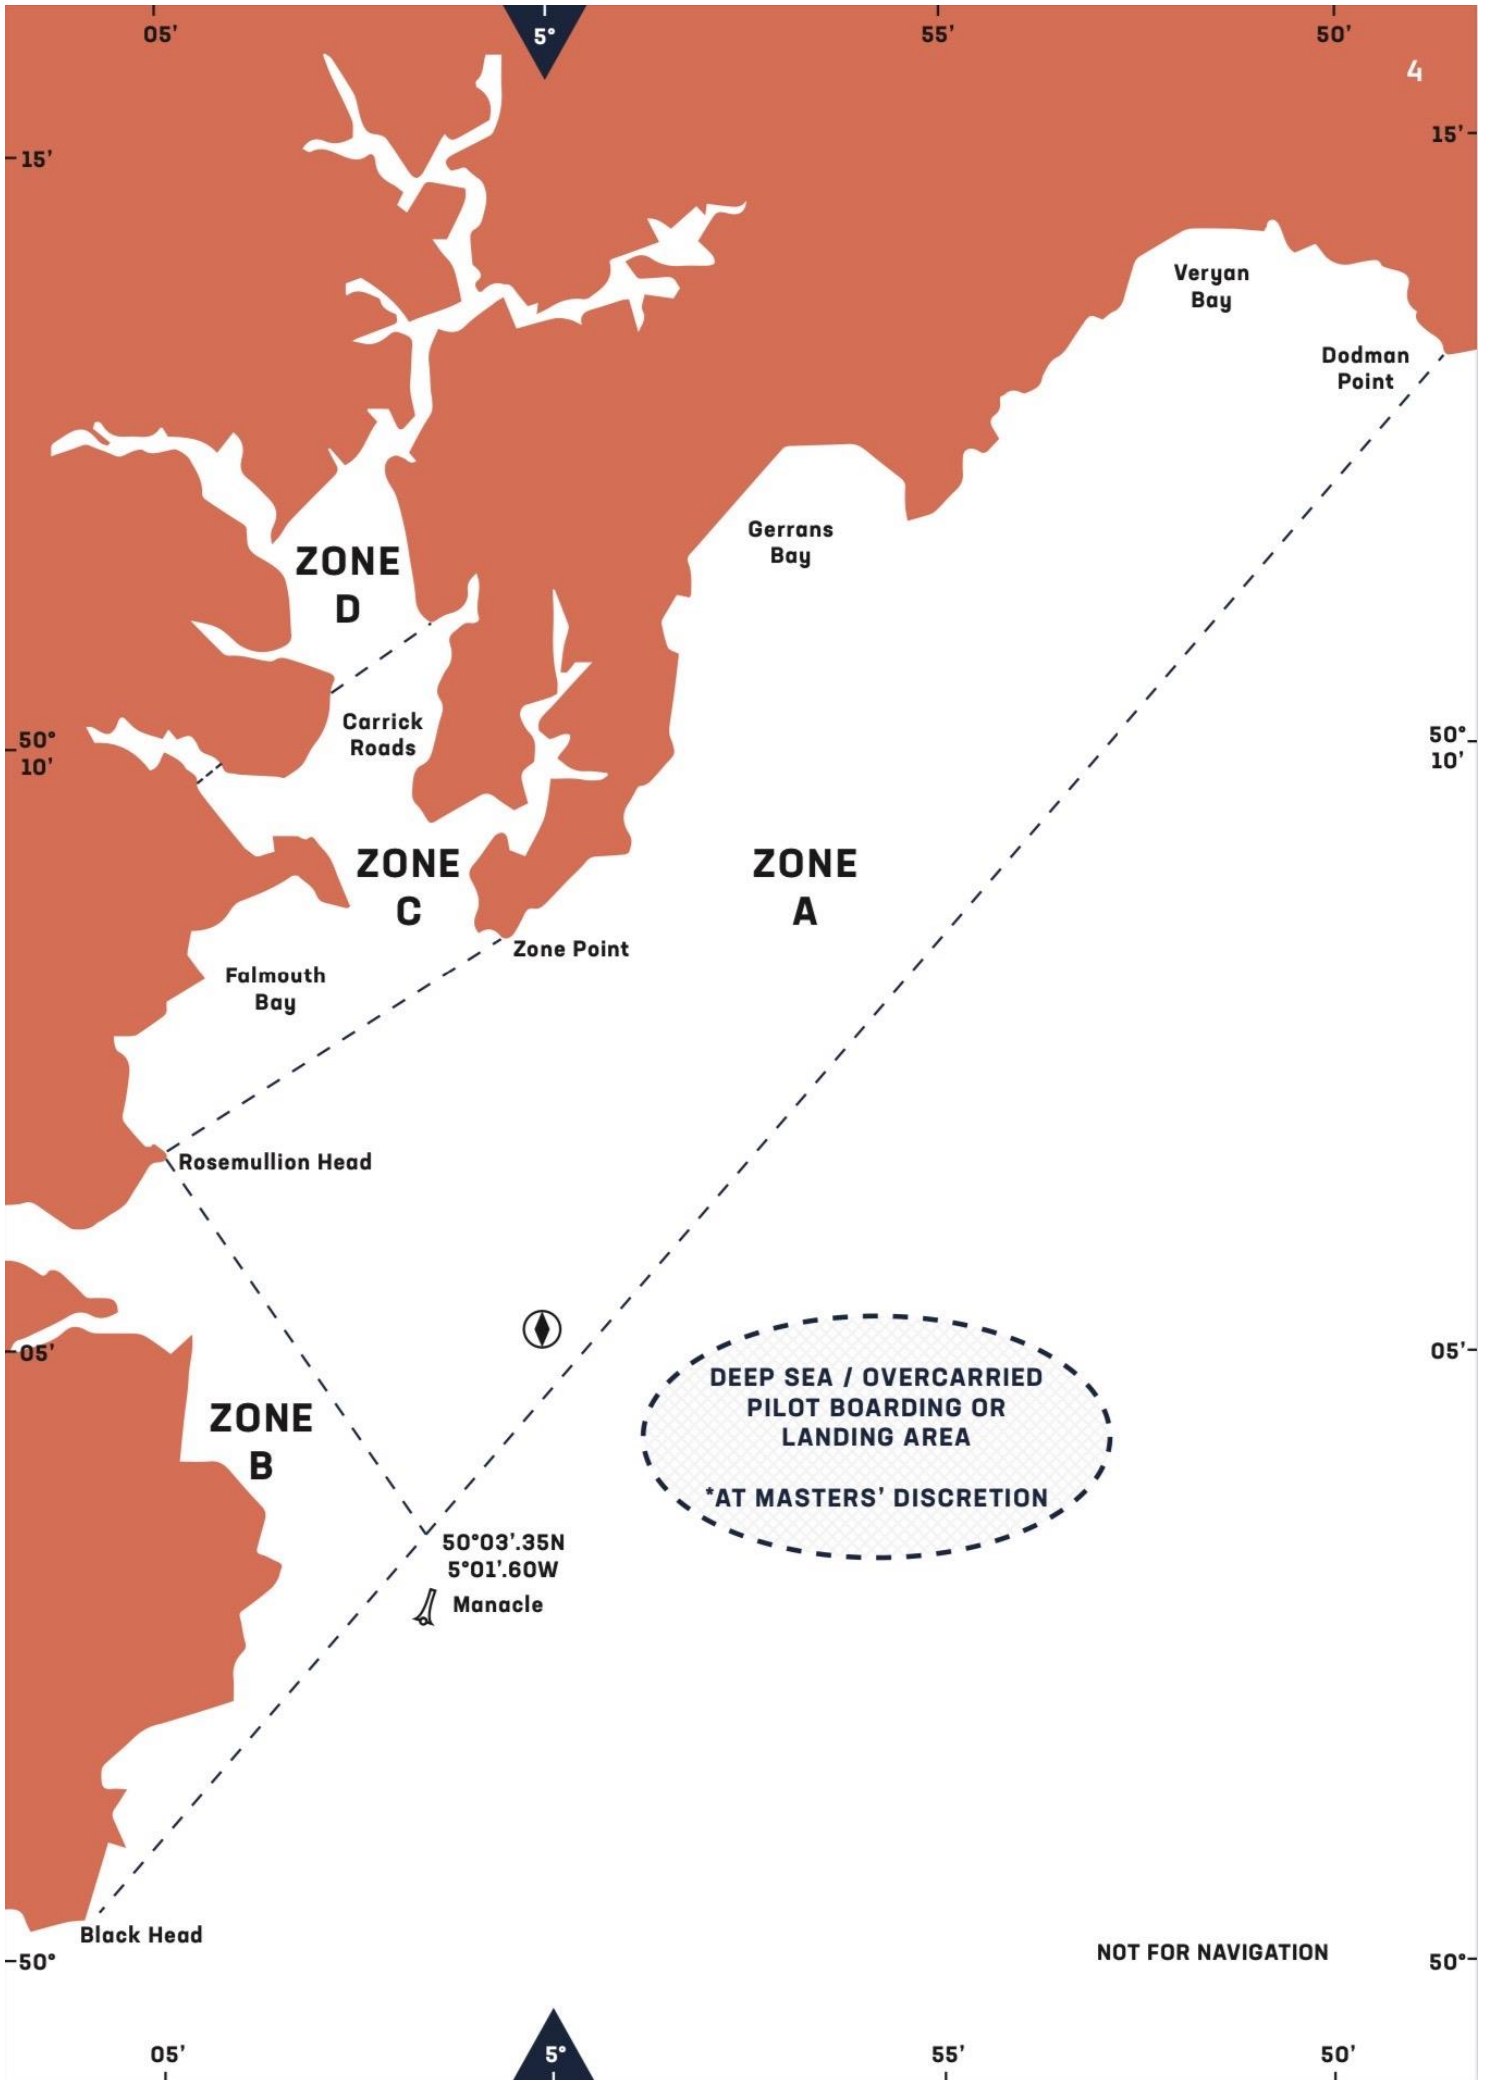 05’
5°
55’
50’
4
15’
15’
Veryan
Bay
Dodman
Point
Gerrans
Bay
ZONE
D
Carrick
Roads
50°
10’
50°
10’
ZONE
C
ZONE
A
Zone Point
Falmouth
Bay
Rosemullion Head
05’
05’
DEEP SEA / OVERCARRIED
PILOT BOARDING OR
LANDING AREA
*AT MASTERS’ DISCRETION
ZONE
B
50°03’.35N
5°01’.60W
Manacle
Black Head
50°
NOT FOR NAVIGATION
50°
05’
5°
55’
50’